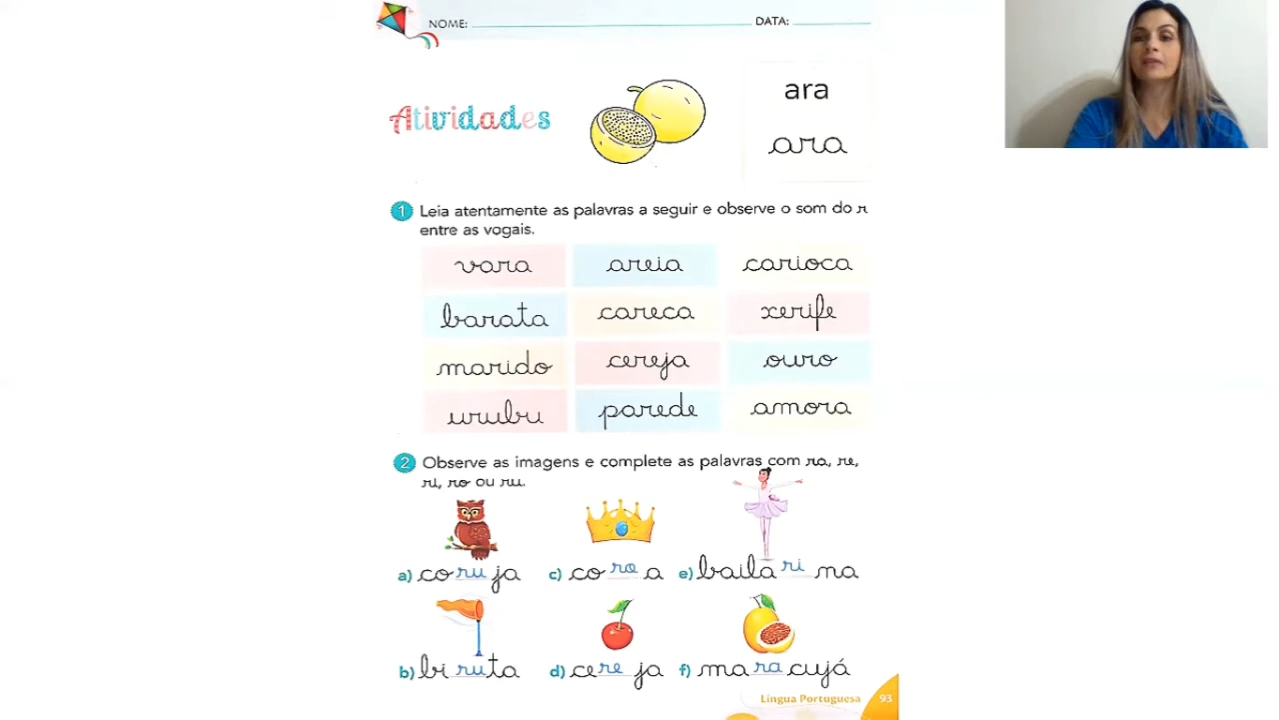 NOME: DATA:
Atividades
ara
ara
1 Leia atentamente as palavras a seguir e observe o som do r
entre as vogais.
vara areia carioca
barata careca xerife
marido cereja ouro
urubu parede amora
2 Observe as imagens e complete as palavras com ra, re,
ri, ro ou ru.
a) coruja c) coroa e) bailarina
b) biruta d) cereja f) maracujá
Língua Portuguesa 93